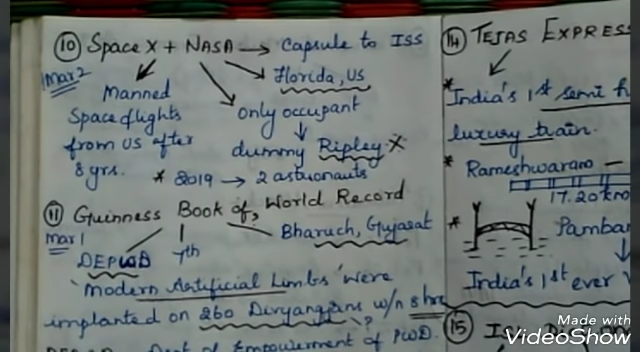 10 Space X + NASA → Capsule to ISS
Mar 2
Florida, US
Manned
Spaceflights
from US after
8 yrs.
only occupant
↓
dummy Ripley X
* 2019 → 2 astronauts
11 Guinness Book of World Record
Mar 1
Bharuch, Gujarat
7th
DEPWD
'Modern Artificial Limbs' were
implanted on 260 Divyangjans w/n 8 hrs
?
Dept of Empowerment of PWD.
14 TEJAS EXPRESS
* India's 1st semi h
luxury train.
* Rameshwaram —
17.20km
* Pamban
India's 1st ever
15
Made with
VideoShow